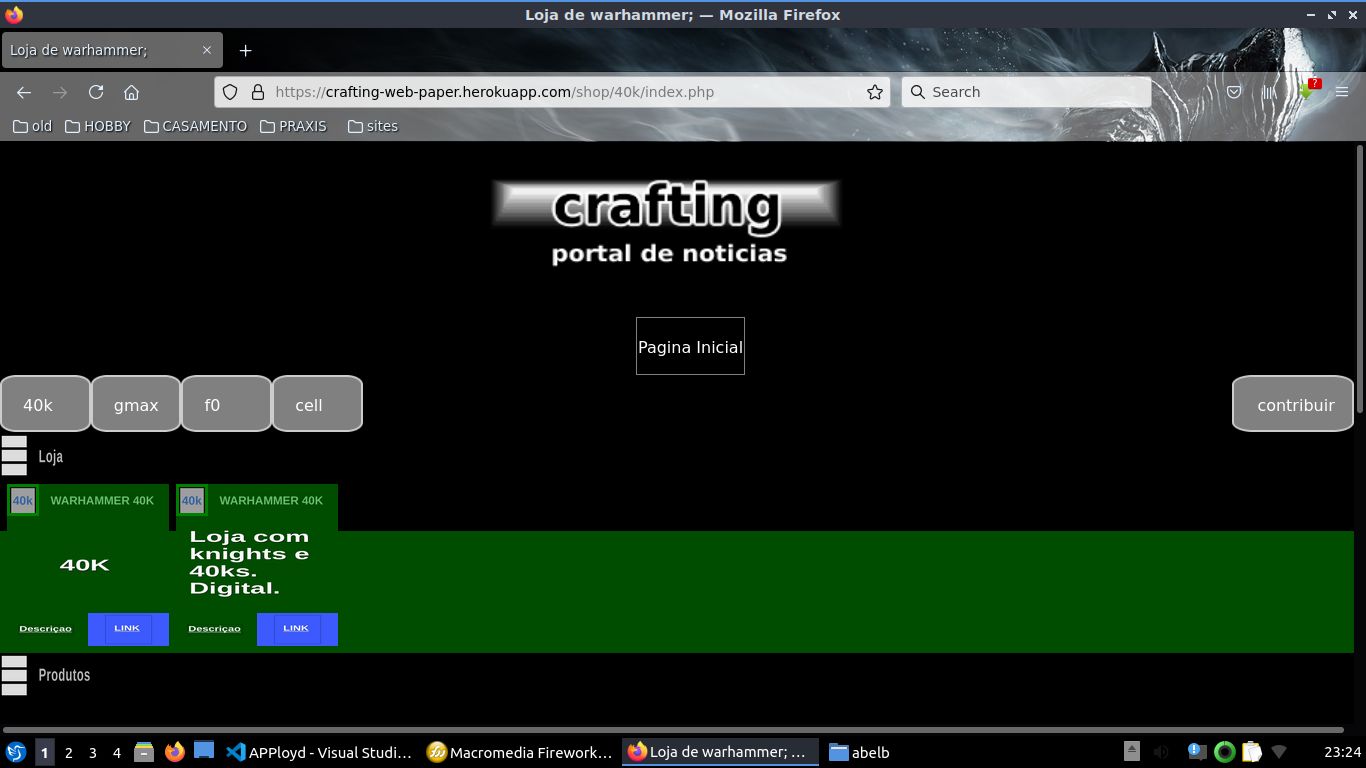 Loja de warhammer; — Mozilla Firefox
Loja de warhammer;
https://crafting-web-paper.herokuapp.com/shop/40k/index.php
Search
?
old HOBBY CASAMENTO PRAXIS sites
crafting
portal de noticias
Pagina Inicial
40k gmax f0 cell contribuir
Loja
40k WARHAMMER 40K 40k WARHAMMER 40K
40K
Loja com
knights e
40ks.
Digital.
Descriçao LINK Descriçao LINK
Produtos
1 2 3 4 APPloyd - Visual Studi... Macromedia Firework... Loja de warhammer; ... abelb 23:24